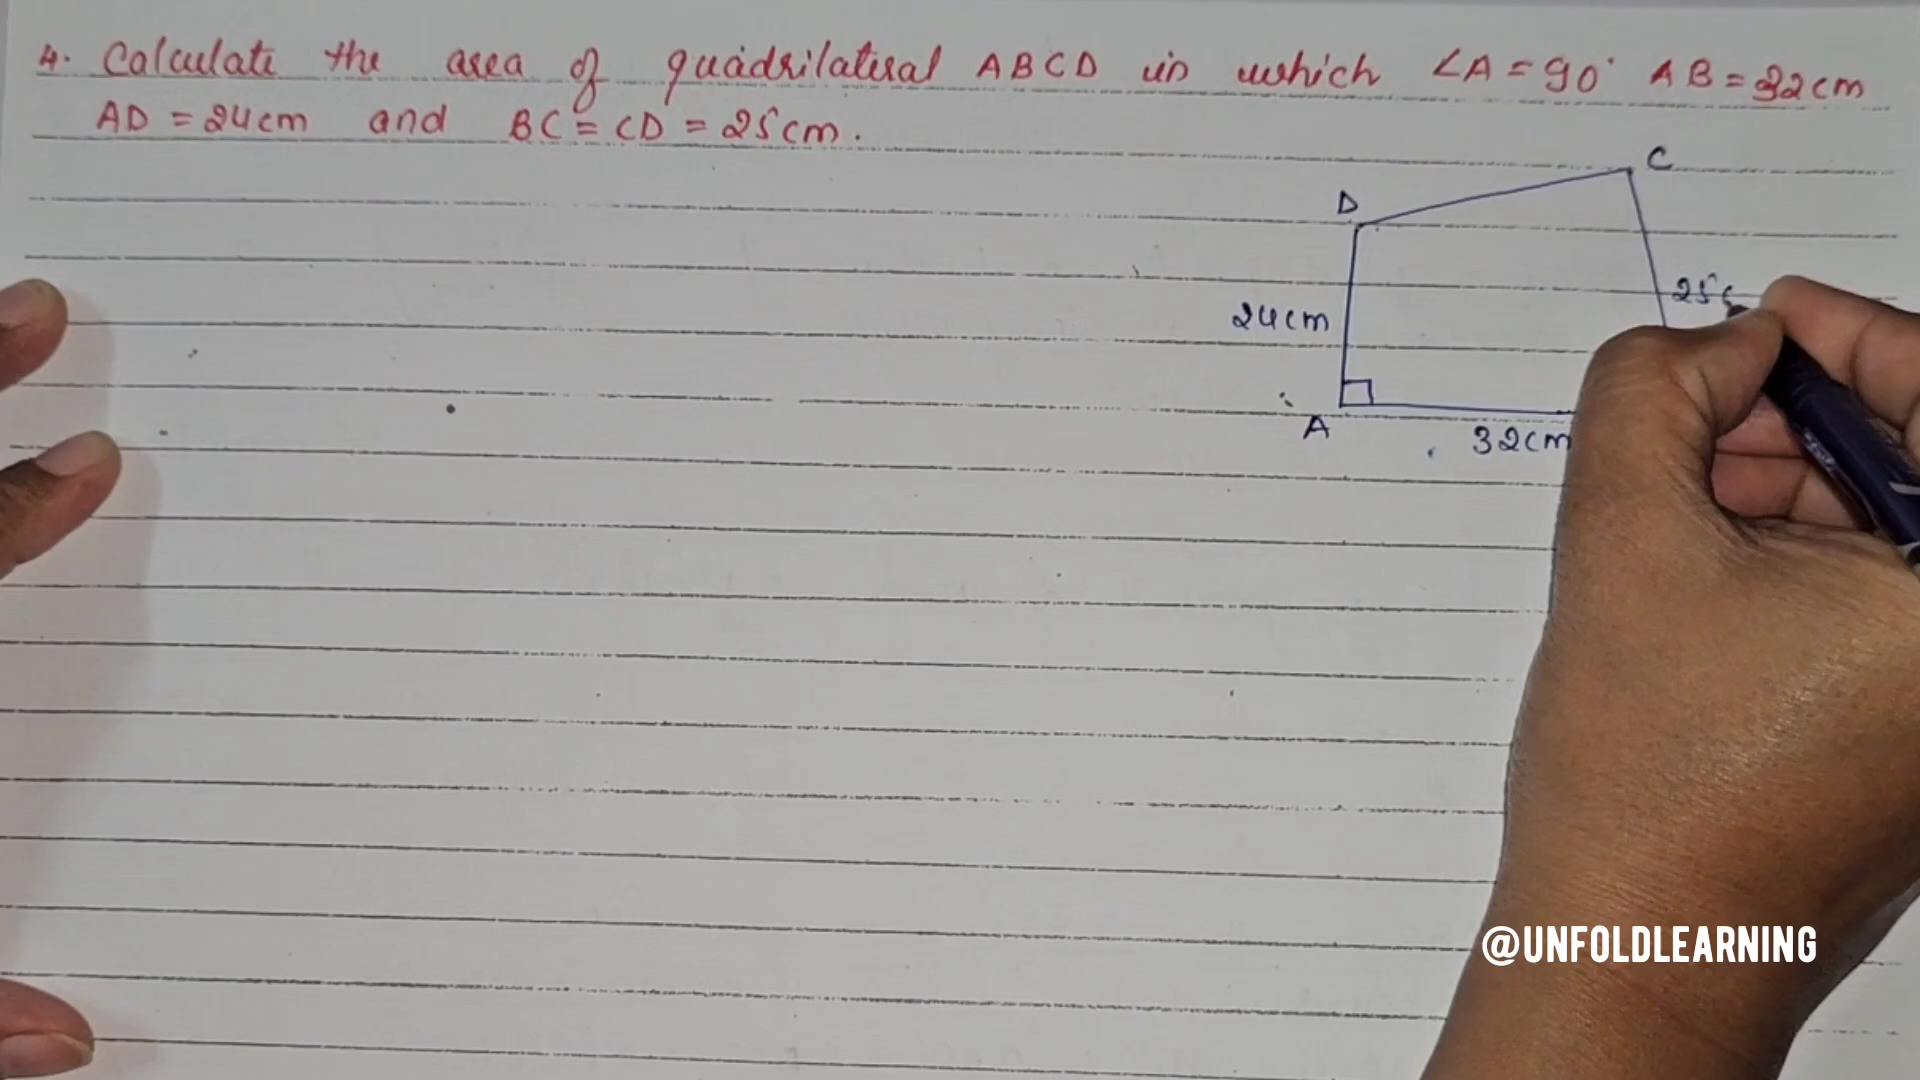 4. Calculate the area of quadrilateral ABCD in which ∠A = 90° AB = 32cm
AD = 24cm and BC = CD = 25cm.
C
D
25c
24cm
A
32cm
@UNFOLDLEARNING